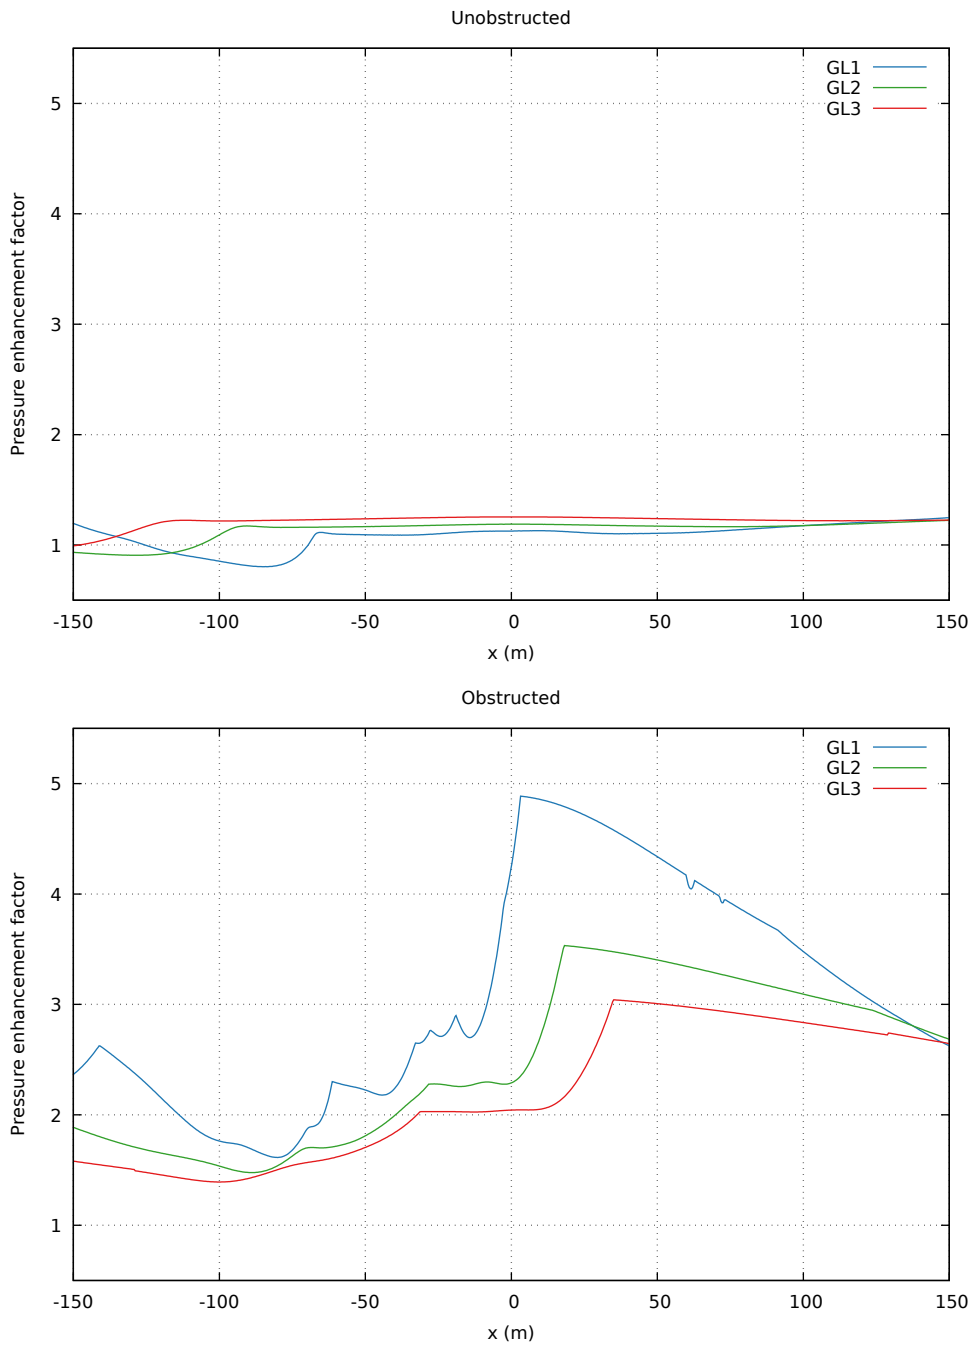 Unobstructed
GL1
GL2
GL3
5
4
3
2
1
Pressure enhancement factor
-150 -100 -50 0 50 100 150
x (m)
Obstructed
GL1
GL2
GL3
5
4
3
2
1
Pressure enhancement factor
-150 -100 -50 0 50 100 150
x (m)